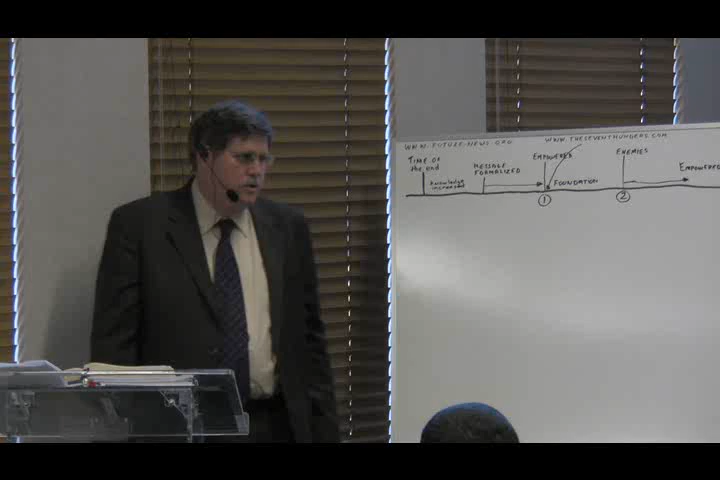 WWW.FUTURE-NEWS.ORG
WWW.THESEVENTHUNDERS.COM
TIME OF
the end
Knowledge
increased
MESSAGE
FORMALIZED
EMPOWERED
FOUNDATION
ENEMIES
EMPOWERED
1
2